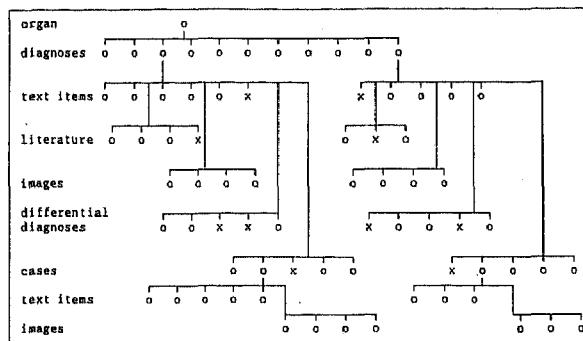 organ o
diagnoses o o o o o o o o o o o
text items o o o o o x x o o o o
literature o o o x o x o
images o o o o o o o o
differential
diagnoses o o x x o x o o x o
cases o o x o o x o o o o
text items o o o o o o o o
images o o o o o o o